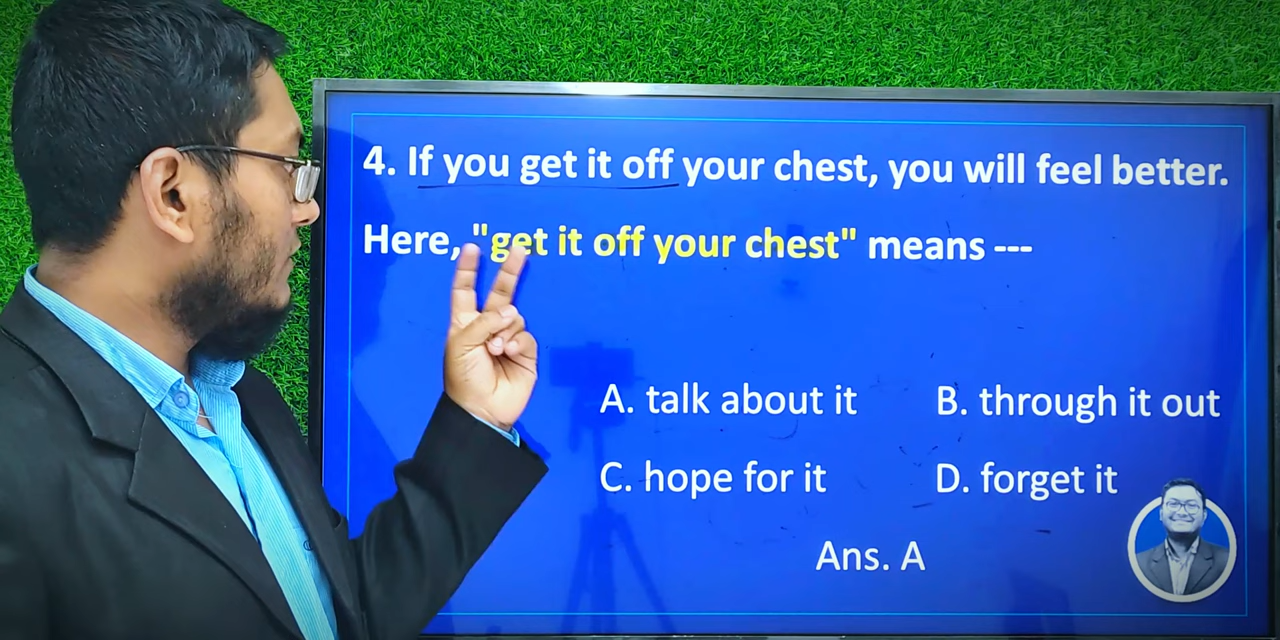 4. If you get it off your chest, you will feel better.
Here, "get it off your chest" means ---
A. talk about it B. through it out
C. hope for it D. forget it
Ans. A